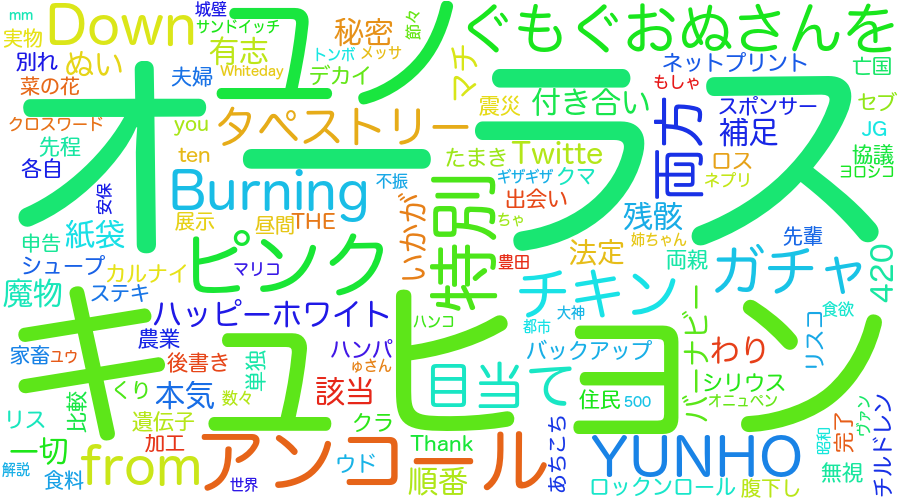 mm
城壁
サンドイッチ
Down
ユノ
ぐもぐおぬさんを
秘密
節々
実物
有志
トンボ
メッサ
別れ
ぬい
夫婦
Whiteday
デカイ
マチ
ネットプリント
亡国
菜の花
オーラス
震災
付き合い
もしゃ
スポンサー
セブ
クロスワード
you
タペストリー
両方
補足
JG
先程
ten
たまき
Twitte
ロス
協議
各自
Burning
不振
特別
ギザギザ
クマ
ネプリ
ヨロシコ
安保
展示
昼間
THE
いかが
ちゃ
出会い
残骸
姉ちゃん
先輩
紙袋
申告
ピンク
豊田
法定
両親
ガチャ
420
シュープ
カルナイ
マリコ
チキン
魔物
ステキ
大神
食欲
キュヒョン
ハッピーホワイト
ハンコ
都市
バーナビー
リスコ
農業
家畜
ユウ
後書き
単独
ハンパ
ゅさん
バックアップ
わり
目当て
シリウス
くり
本気
数々
該当
住民
500
オニュペン
チルドレン
リス
比較
遺伝子
クラ
あちこち
昭和
完了
ヴァン
一切
加工
アンコール
Thank
YUNHO
無視
解説
食料
from
世界
ウド
順番
ロックンロール
腹下し